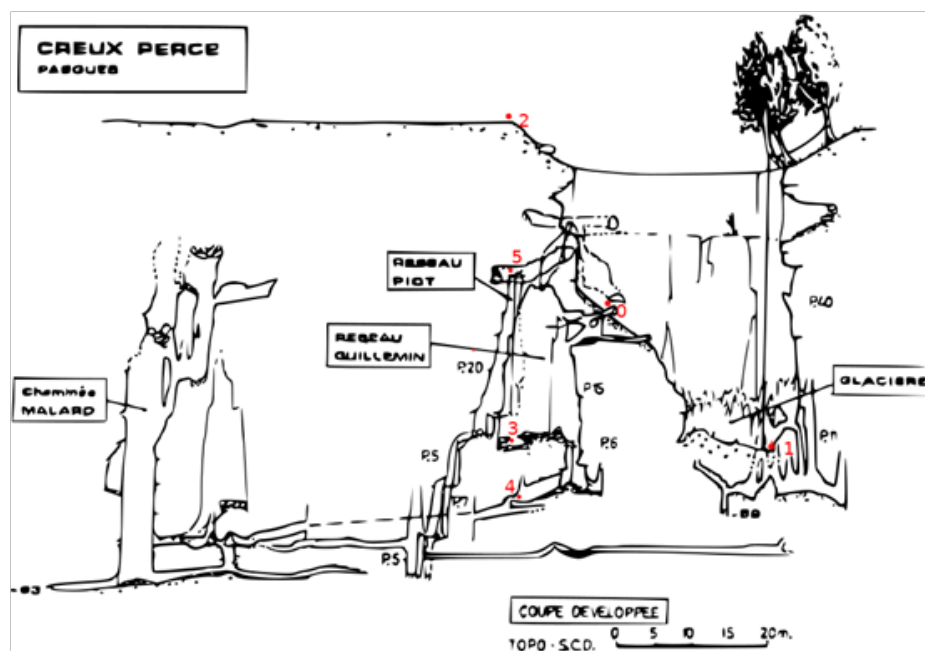 CREUX PERCE
PASQUES
2
5
RESEAU
PIOT
0
P.40
RESEAU
GUILLEMIN
P.20
P.15
GLACIERE
Cheminée
MALARD
3
P.6
1
P.11
P.5
4
P.7
-59
P.5
-63
COUPE DEVELOPPEE
TOPO - S.C.D.
0 5 10 15 20m.